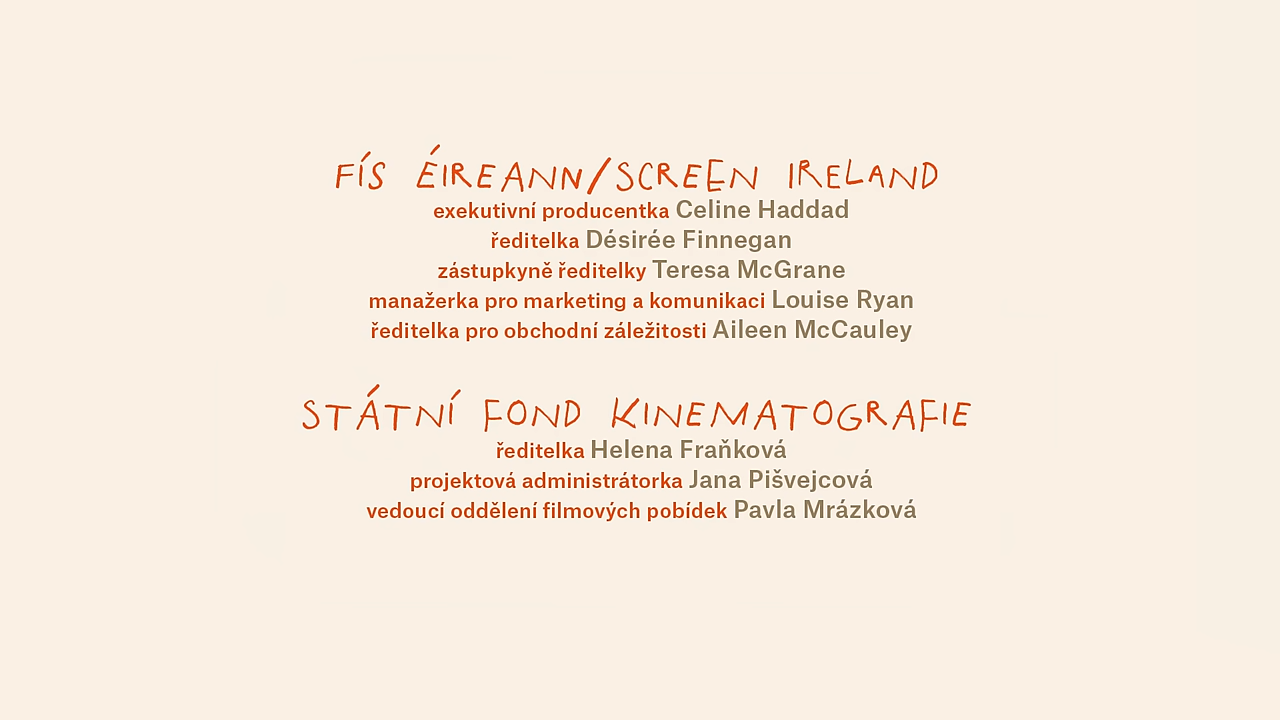 FÍS ÉIREANN/SCREEN IRELAND
exekutivní producentka Celine Haddad
ředitelka Désirée Finnegan
zástupkyně ředitelky Teresa McGrane
manažerka pro marketing a komunikaci Louise Ryan
ředitelka pro obchodní záležitosti Aileen McCauley
STÁTNÍ FOND KINEMATOGRAFIE
ředitelka Helena Fraňková
projektová administrátorka Jana Pišvejcová
vedoucí oddělení filmových pobídek Pavla Mrázková